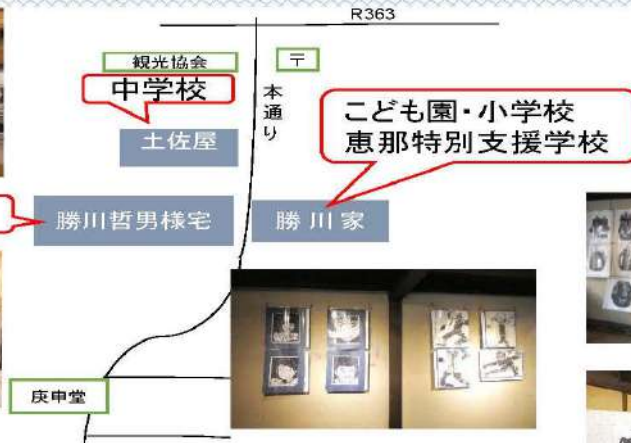 R363
観光協会
〒
中学校
本通り
こども園・小学校
恵那特別支援学校
土佐屋
勝川哲男様宅
勝川家
庚申堂